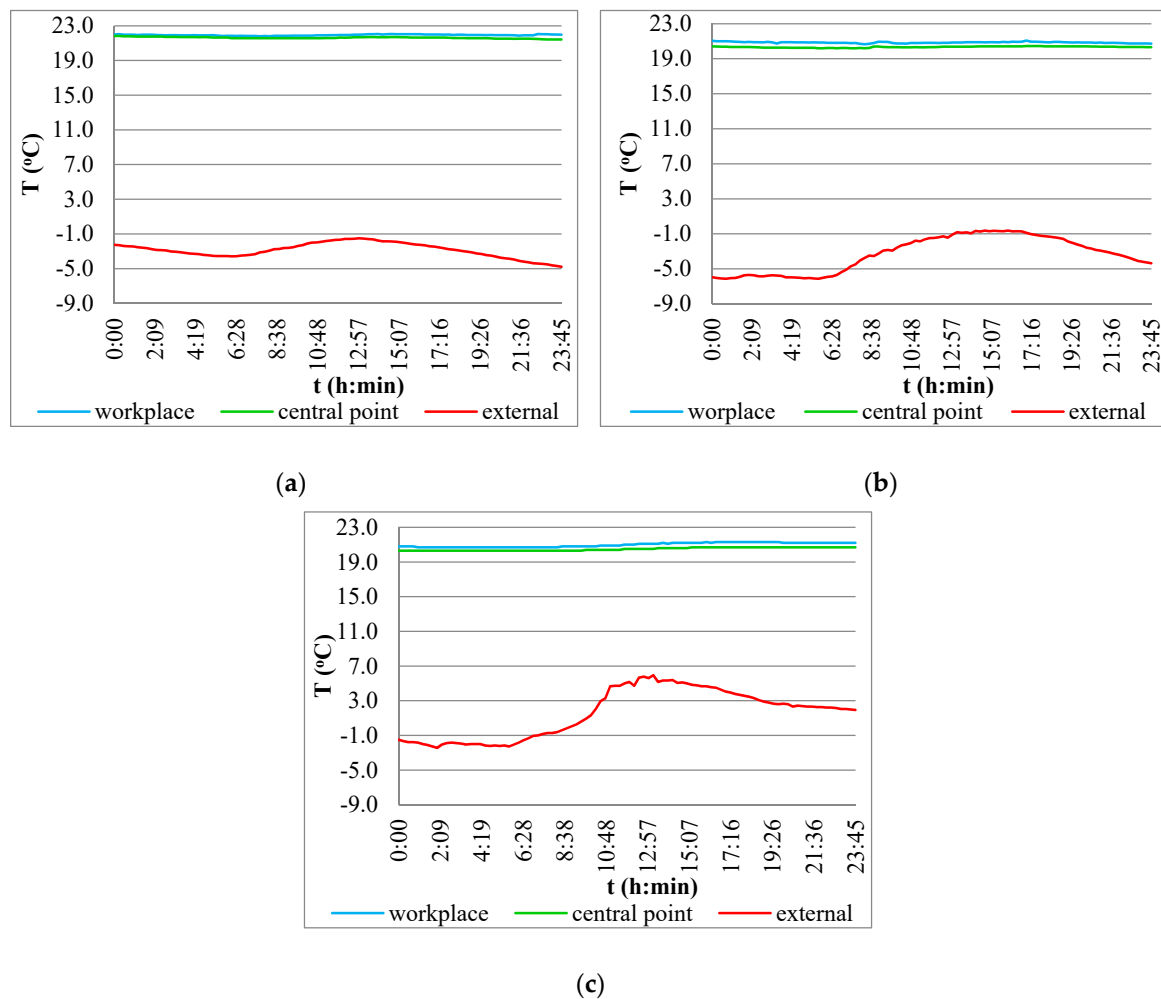 23.0
19.0
15.0
11.0
7.0
3.0
-1.0
-5.0
-9.0
T (ºC)
0:00 2:09 4:19 6:28 8:38 10:48 12:57 15:07 17:16 19:26 21:36 23:45
t (h:min)
workplace central point external
(a)
23.0
19.0
15.0
11.0
7.0
3.0
-1.0
-5.0
-9.0
T (ºC)
0:00 2:09 4:19 6:28 8:38 10:48 12:57 15:07 17:16 19:26 21:36 23:45
t (h:min)
worplace central point external
(b)
23.0
19.0
15.0
11.0
7.0
3.0
-1.0
-5.0
-9.0
T (ºC)
0:00 2:09 4:19 6:28 8:38 10:48 12:57 15:07 17:16 19:26 21:36 23:45
t (h:min)
workplace central point external
(c)